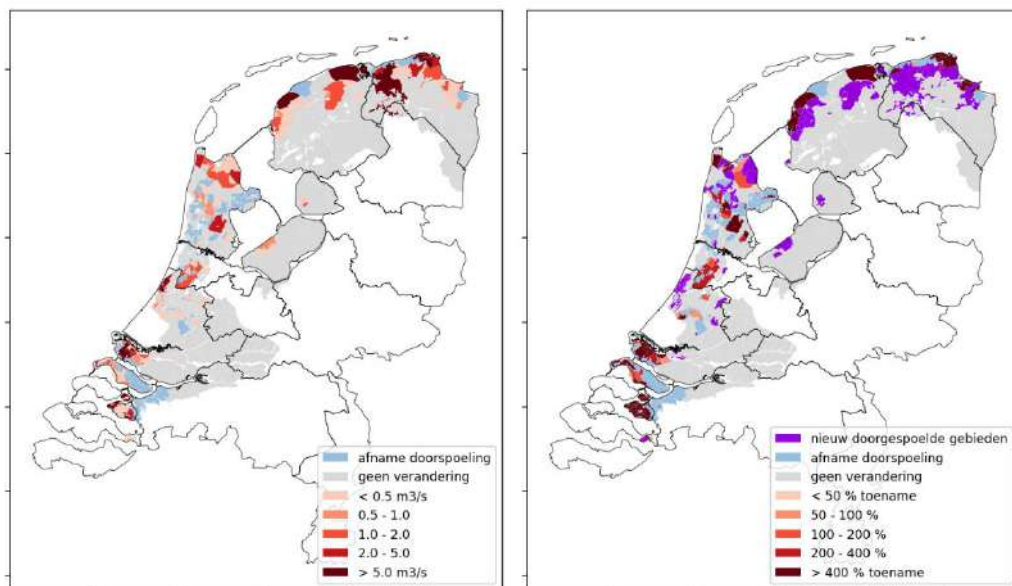 afname doorspoeling
geen verandering
< 0.5 m3/s
0.5 - 1.0
1.0 - 2.0
2.0 - 5.0
> 5.0 m3/s
nieuw doorgespoelde gebieden
afname doorspoeling
geen verandering
< 50 % toename
50 - 100 %
100 - 200 %
200 - 400 %
> 400 % toename